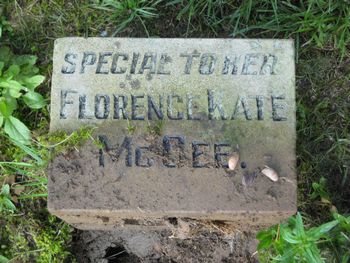 SPECIAL TO HER
FLORENCE KATE
MCGEE.